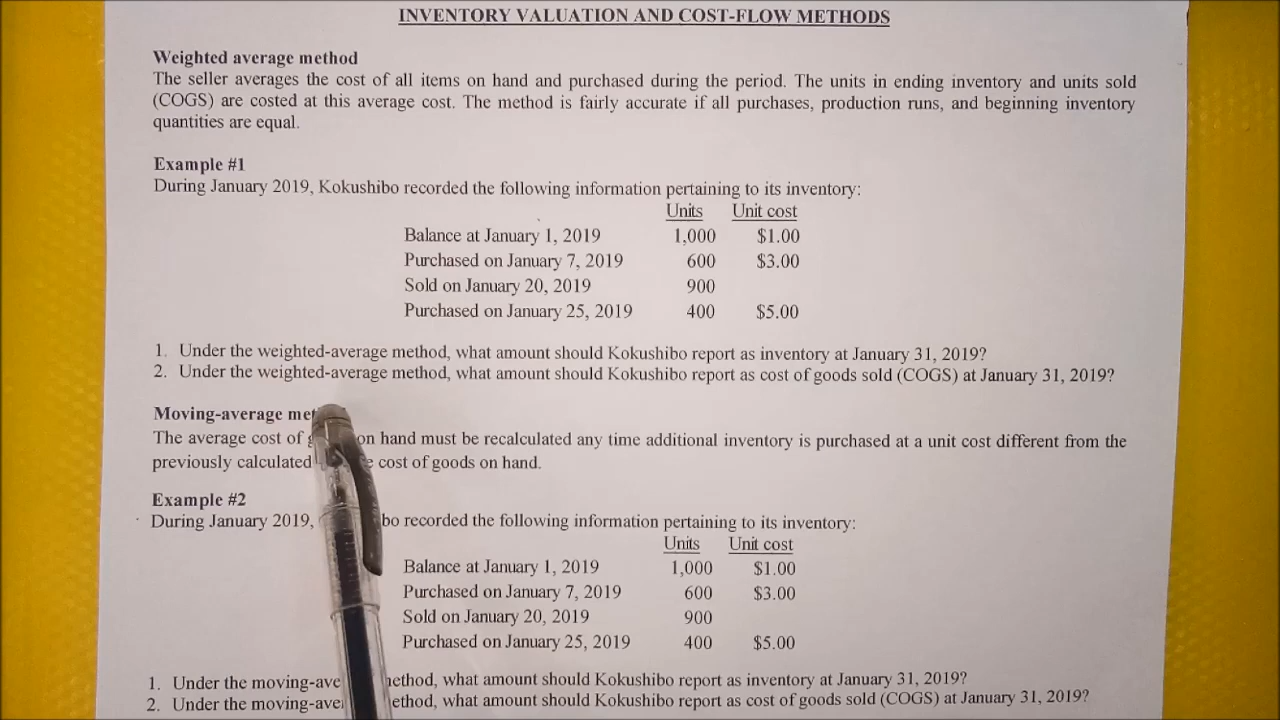 INVENTORY VALUATION AND COST-FLOW METHODS
Weighted average method
The seller averages the cost of all items on hand and purchased during the period. The units in ending inventory and units sold
(COGS) are costed at this average cost. The method is fairly accurate if all purchases, production runs, and beginning inventory
quantities are equal.
Example #1
During January 2019, Kokushibo recorded the following information pertaining to its inventory:
Units Unit cost
Balance at January 1, 2019 1,000 $1.00
Purchased on January 7, 2019 600 $3.00
Sold on January 20, 2019 900
Purchased on January 25, 2019 400 $5.00
1. Under the weighted-average method, what amount should Kokushibo report as inventory at January 31, 2019?
2. Under the weighted-average method, what amount should Kokushibo report as cost of goods sold (COGS) at January 31, 2019?
Moving-average
The average cost of on hand must be recalculated any time additional inventory is purchased at a unit cost different from the
previously calculated cost of goods on hand.
Example #2
During January 2019, recorded the following information pertaining to its inventory:
Units Unit cost
Balance at January 1, 2019 1,000 $1.00
Purchased on January 7, 2019 600 $3.00
Sold on January 20, 2019 900
Purchased on January 25, 2019 400 $5.00
1. Under the what amount should Kokushibo report as inventory at January 31, 2019?
2. Under the what amount should Kokushibo report as cost of goods sold (COGS) at January 31, 2019?